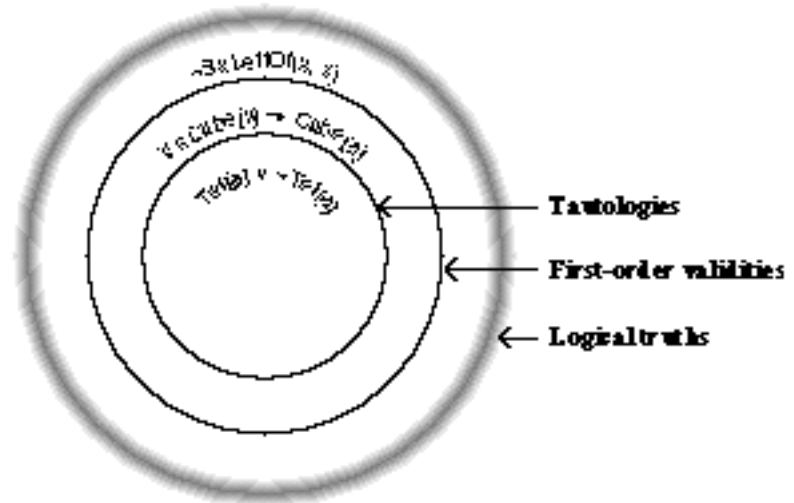 ¬∃x LeftOf(x, x)
∀x Cube(x) → Cube(a)
Tet(a) ∨ ¬Tet(a)
Tautologies
First-order validities
Logical truths